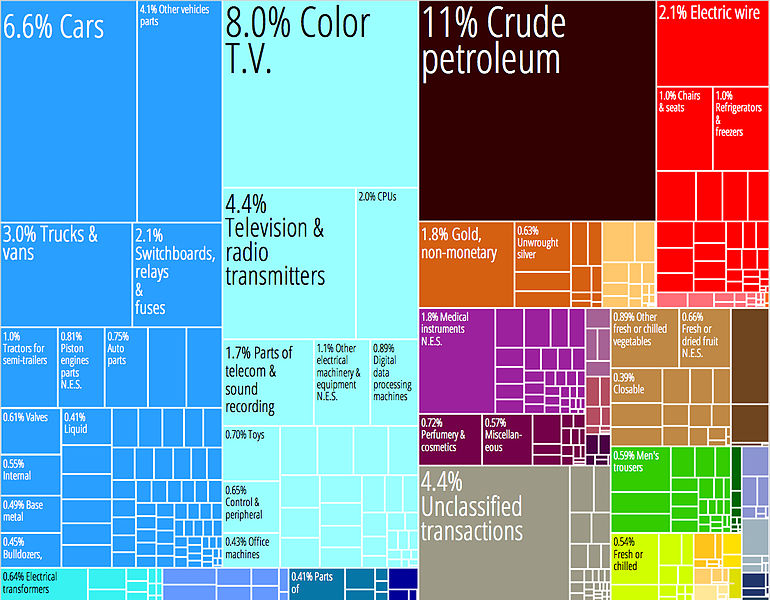 6.6% Cars
4.1% Other vehicles
parts
3.0% Trucks &
vans
2.1%
Switchboards,
relays
&
fuses
1.0%
Tractors for
semi-trailers
0.81%
Piston
engines
parts
N.E.S.
0.75%
Auto
parts
0.61% Valves
0.41%
Liquid
0.55%
Internal
0.49% Base
metal
0.45%
Bulldozers,
0.64% Electrical
transformers
8.0% Color
T.V.
4.4%
Television &
radio
transmitters
2.0% CPUs
1.7% Parts of
telecom &
sound
recording
1.1% Other
electrical
machinery &
equipment
N.E.S.
0.89%
Digital
data
processing
machines
0.70% Toys
0.65%
Control &
peripheral
0.43% Office
machines
0.41% Parts
of
11% Crude
petroleum
2.1% Electric wire
1.0% Chairs
& seats
1.0%
Refrigerators
&
freezers
1.8% Gold,
non-monetary
0.63%
Unwrought
silver
1.8% Medical
instruments
N.E.S.
0.72%
Perfumery &
cosmetics
0.57%
Miscellan-
eous
4.4%
Unclassified
transactions
0.89% Other
fresh or chilled
vegetables
0.66%
Fresh or
dried fruit
N.E.S.
0.39%
Closable
0.59% Men's
trousers
0.54%
Fresh or
chilled